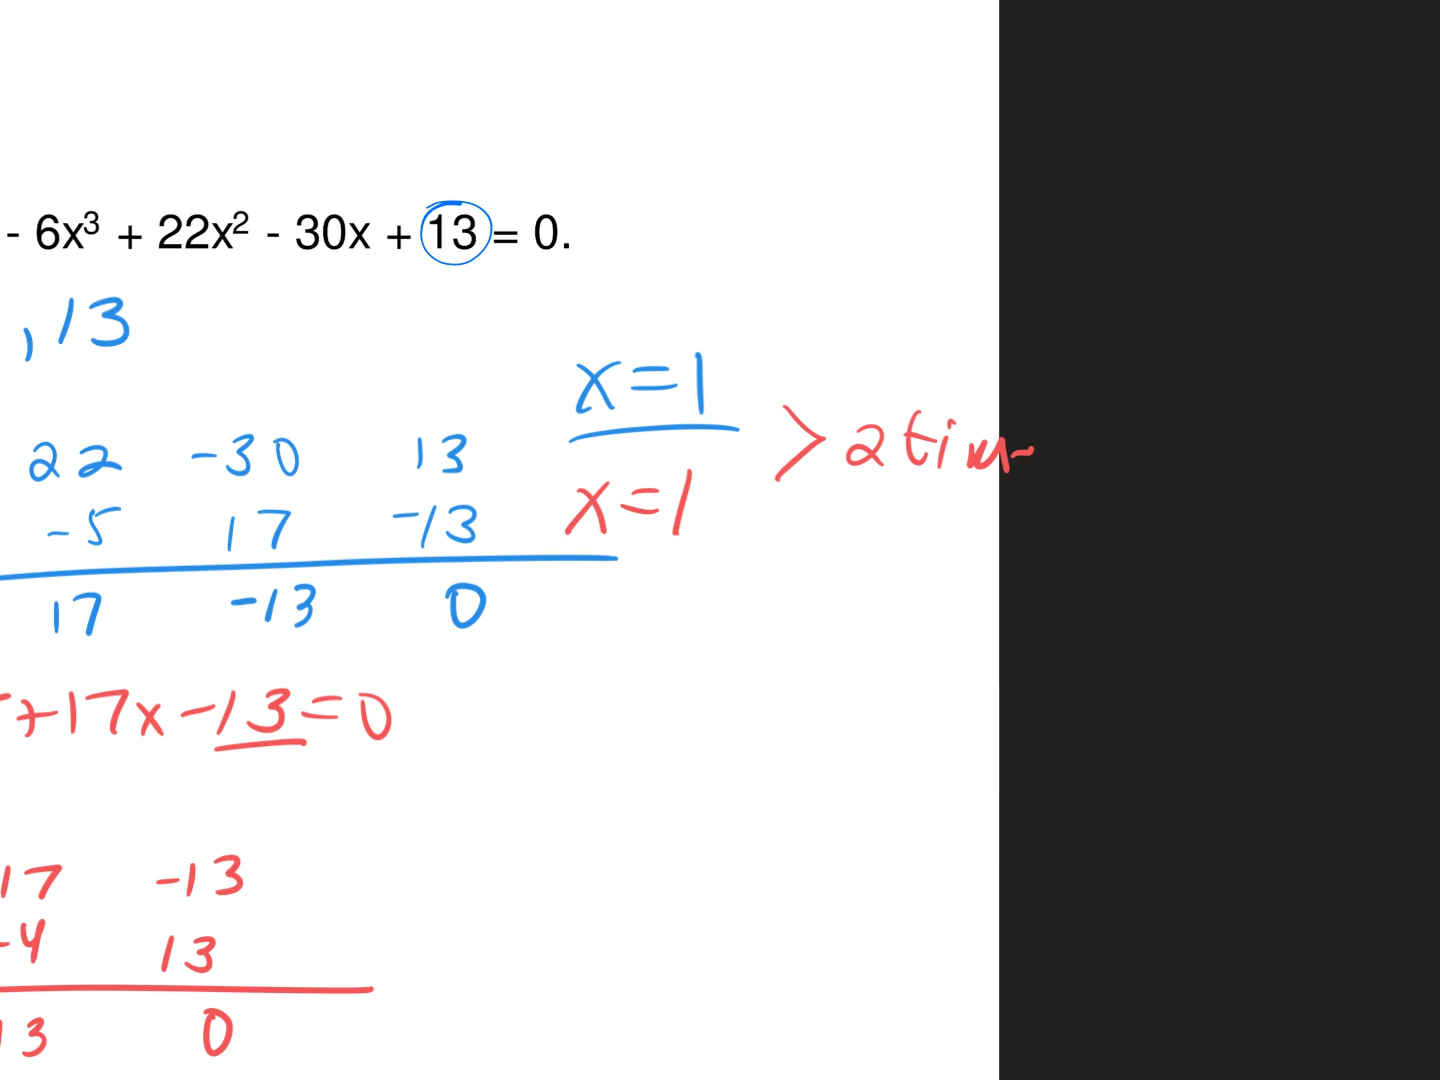 - 6x³ + 22x² - 30x + 13 = 0.
, 13
x = 1
> 2 tim
22 -30 13
x = 1
-5 17 -13
17 -13 0
+17x -13 = 0
17 -13
-4 13
13 0